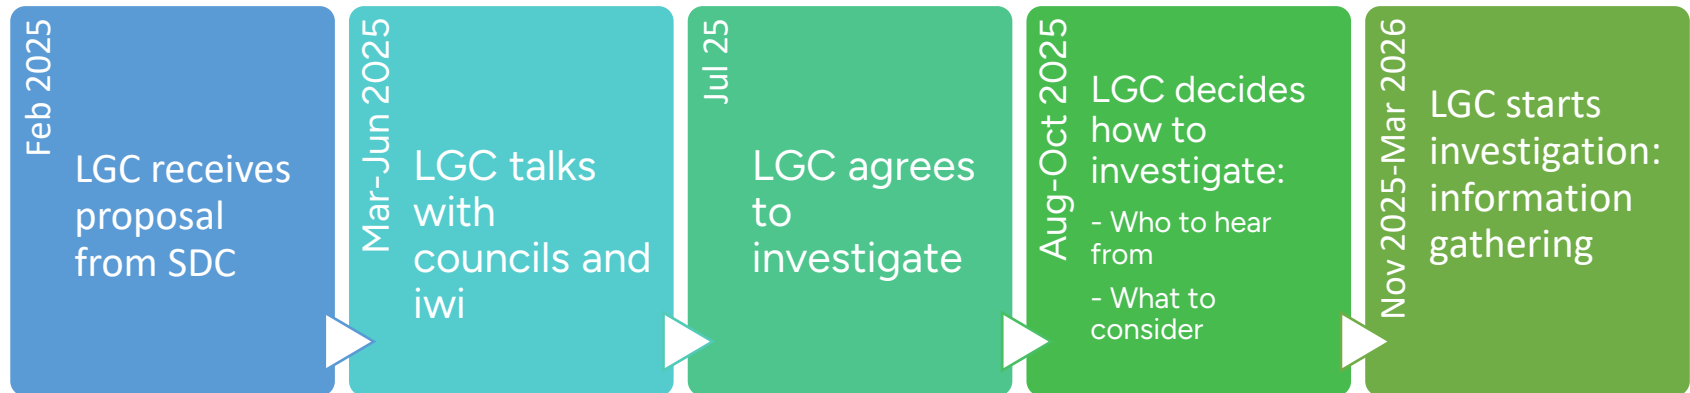 Feb 2025
LGC receives
proposal
from SDC
Mar-Jun 2025
LGC talks
with
councils and
iwi
Jul 25
LGC agrees
to
investigate
Aug-Oct 2025
LGC decides
how to
investigate:
- Who to hear
from
- What to
consider
Nov 2025-Mar 2026
LGC starts
investigation:
information
gathering